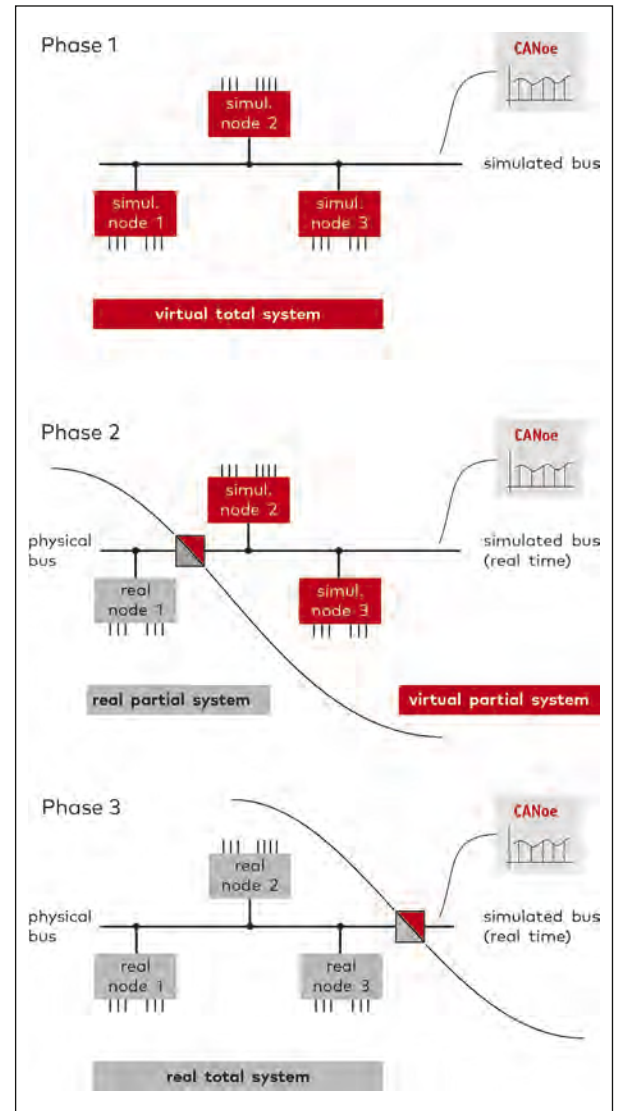 Phase 1
CANoe
simul.
node 2
simulated bus
simul.
node 1
simul.
node 3
virtual total system
Phase 2
CANoe
simul.
node 2
physical
bus
simulated bus
(real time)
real
node 1
simul.
node 3
real partial system
virtual partial system
Phase 3
CANoe
real
node 2
physical
bus
simulated bus
(real time)
real
node 1
real
node 3
real total system